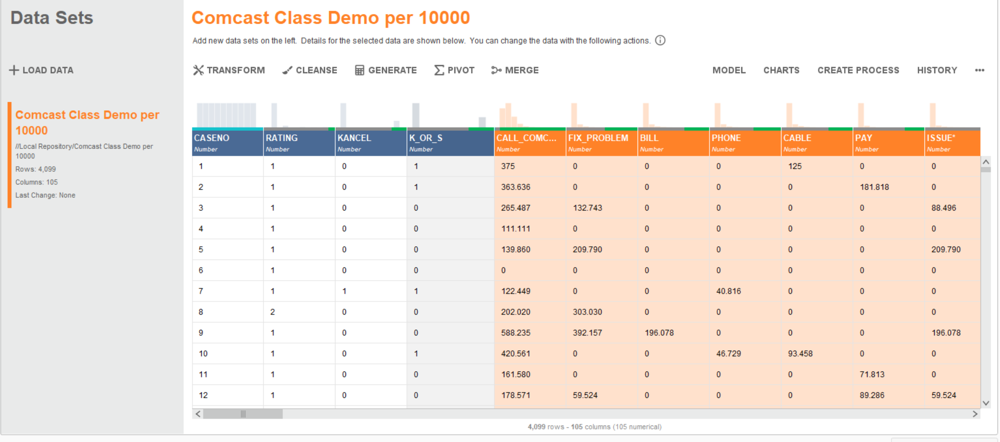 Data Sets
Comcast Class Demo per 10000
Add new data sets on the left. Details for the selected data are shown below. You can change the data with the following actions.
LOAD DATA
TRANSFORM CLEANSE GENERATE PIVOT MERGE MODEL CHARTS CREATE PROCESS HISTORY •••
Comcast Class Demo per
10000
//Local Repository/Comcast Class Demo per
10000
Rows: 4,099
Columns: 105
Last Change: None
CASENO RATING KANCEL K_OR_S CALL_COMC... FIX_PROBLEM BILL PHONE CABLE PAY ISSUE*
Number Number Number Number Number Number Number Number Number Number Number
1 1 0 1 375 0 0 0 125 0 0
2 1 0 1 363.636 0 0 0 0 181.818 0
3 1 0 0 265.487 132.743 0 0 0 0 88.496
4 1 0 0 111.111 0 0 0 0 0 0
5 1 0 0 139.860 209.790 0 0 0 0 209.790
6 1 0 0 0 0 0 0 0 0 0
7 1 1 1 122.449 0 0 40.816 0 0 0
8 2 0 0 202.020 303.030 0 0 0 0 0
9 1 0 0 588.235 392.157 196.078 0 0 0 196.078
10 1 0 1 420.561 0 0 46.729 93.458 0 0
11 1 0 0 161.580 0 0 0 0 71.813 0
12 1 0 0 178.571 59.524 0 0 0 89.286 59.524
4,099 rows - 105 columns (105 numerical)